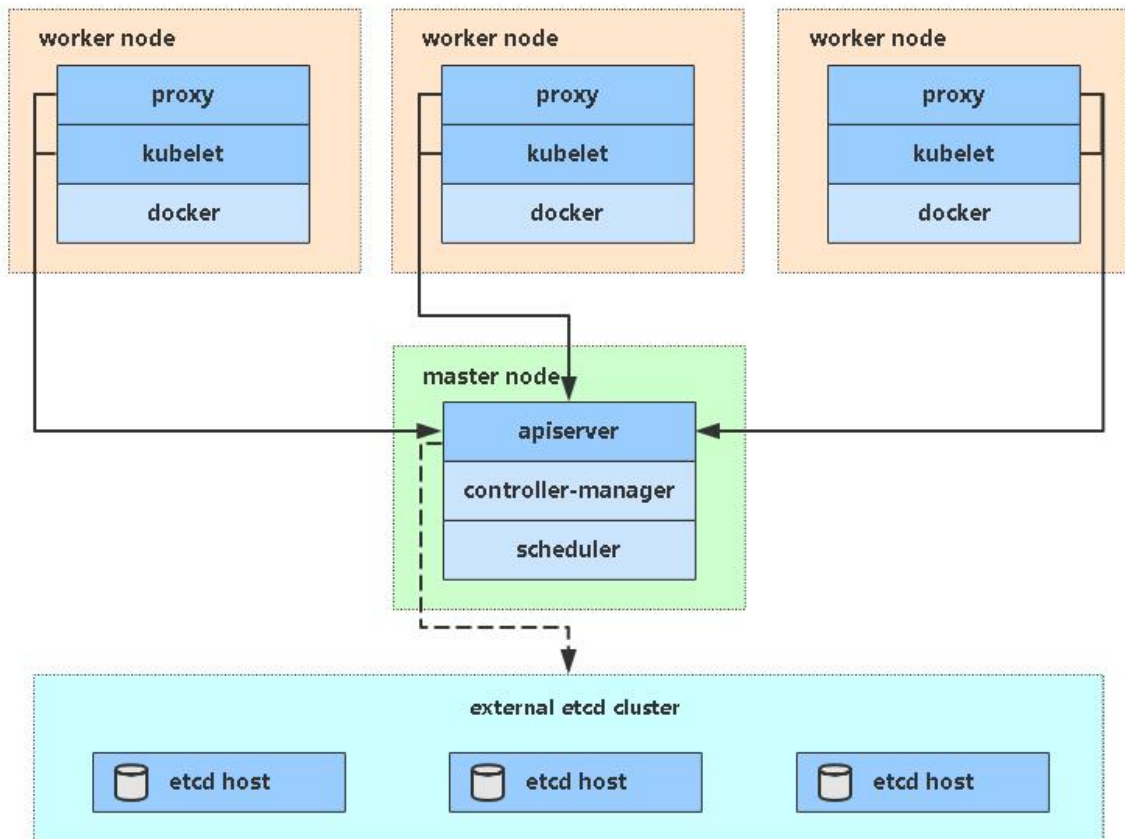 worker node
proxy
kubelet
docker
worker node
proxy
kubelet
docker
worker node
proxy
kubelet
docker
master node
apiserver
controller-manager
scheduler
external etcd cluster
etcd host
etcd host
etcd host